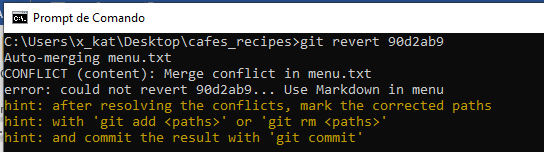 Prompt de Comando
C:\Users\x_kat\Desktop\cafes_recipes>git revert 90d2ab9
Auto-merging menu.txt
CONFLICT (content): Merge conflict in menu.txt
error: could not revert 90d2ab9... Use Markdown in menu
hint: after resolving the conflicts, mark the corrected paths
hint: with 'git add <paths>' or 'git rm <paths>'
hint: and commit the result with 'git commit'